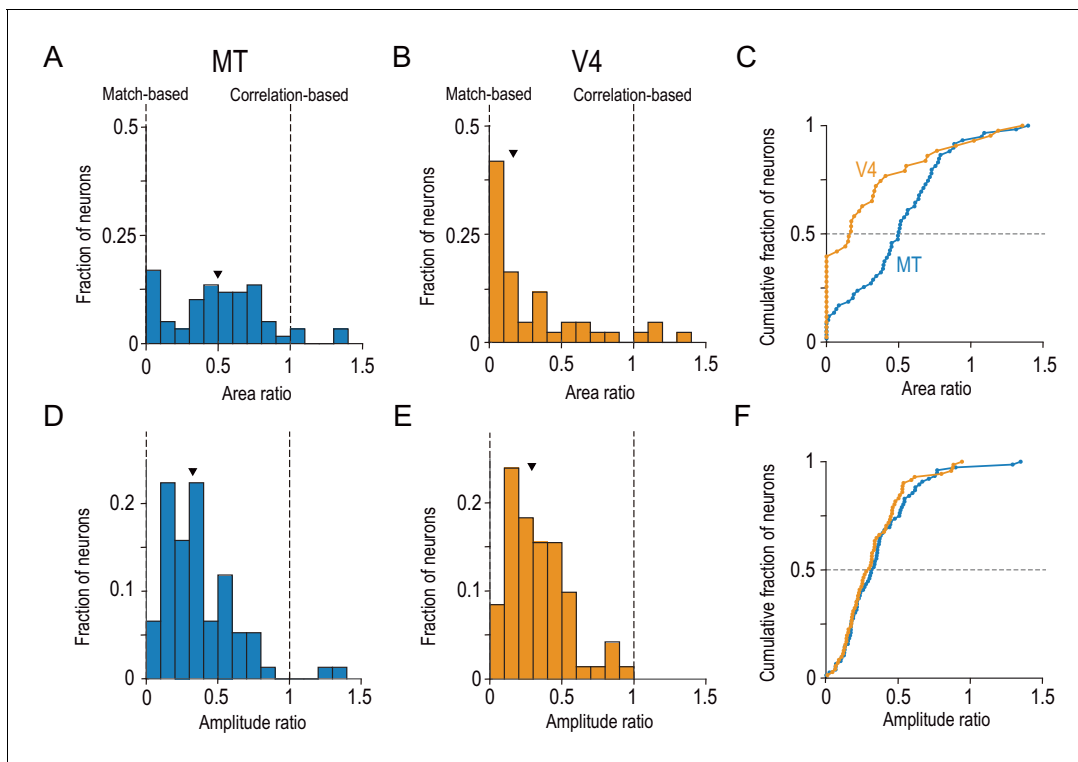 A
MT
B
V4
C
Match-based
Correlation-based
Match-based
Correlation-based
Fraction of neurons
0.5
0.25
0
0
0.5
1
1.5
Area ratio
Fraction of neurons
0.5
0.25
0
0
0.5
1
1.5
Area ratio
Cumulative fraction of neurons
1
0.5
0
V4
MT
0
0.5
1
1.5
Area ratio
D
E
F
Fraction of neurons
0.2
0.1
0
0
0.5
1
1.5
Amplitude ratio
Fraction of neurons
0.2
0.1
0
0
0.5
1
1.5
Amplitude ratio
Cumulative fraction of neurons
1
0.5
0
0
0.5
1
1.5
Amplitude ratio